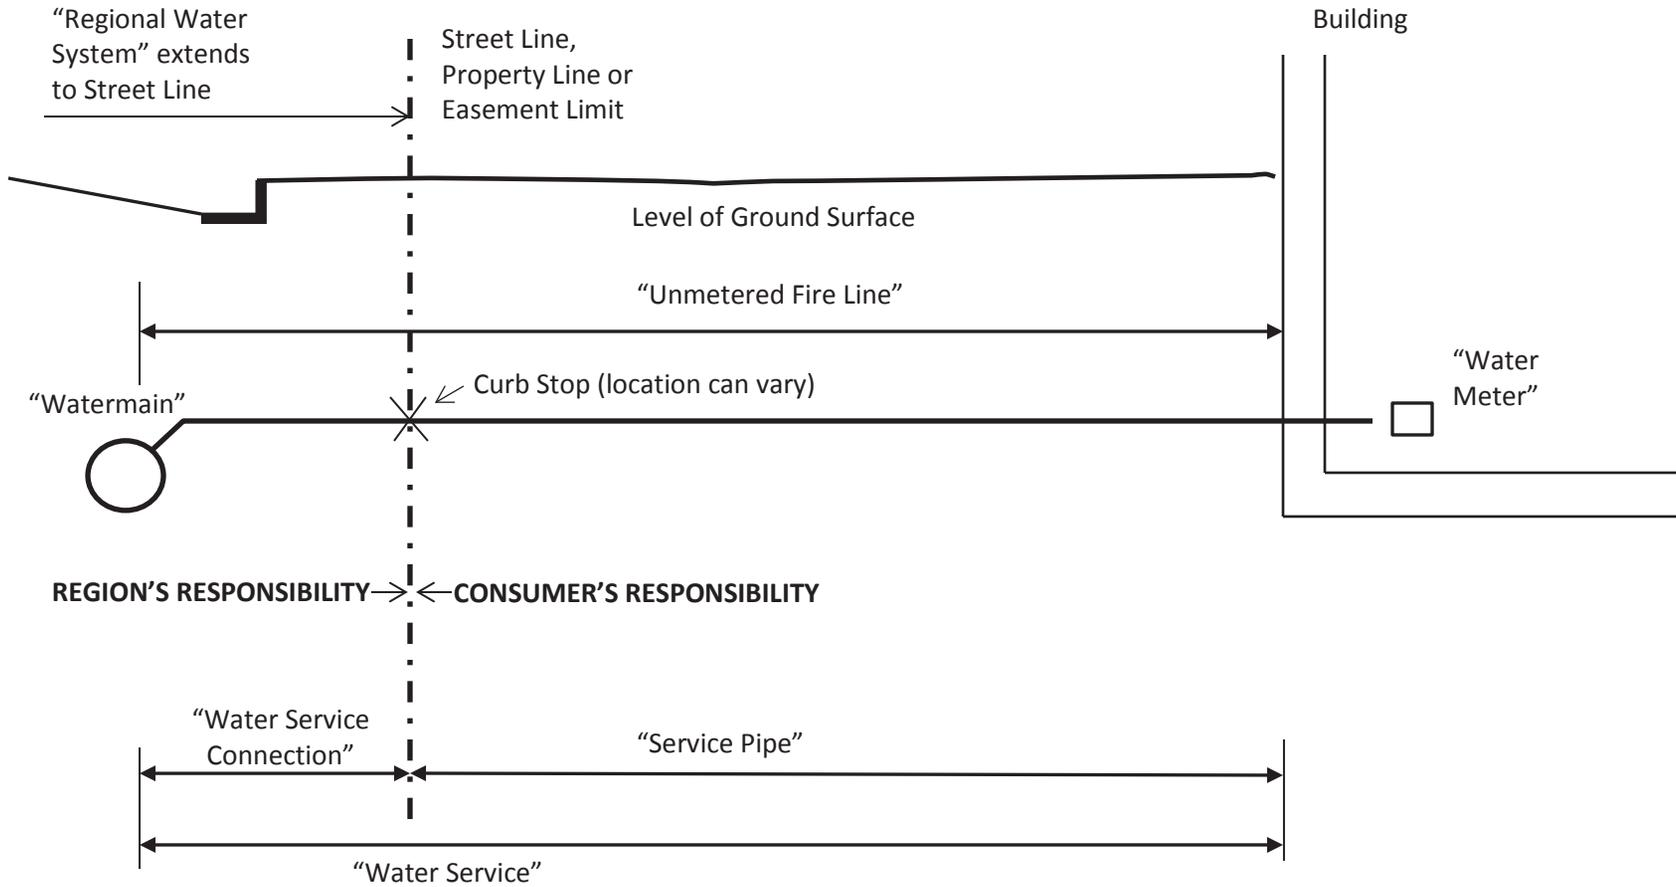 “Regional Water
System” extends
to Street Line
Street Line,
Property Line or
Easement Limit
Building
Level of Ground Surface
“Unmetered Fire Line”
“Water
Meter”
Curb Stop (location can vary)
“Watermain”
REGION’S RESPONSIBILITY
CONSUMER’S RESPONSIBILITY
“Water Service
Connection”
“Service Pipe”
“Water Service”